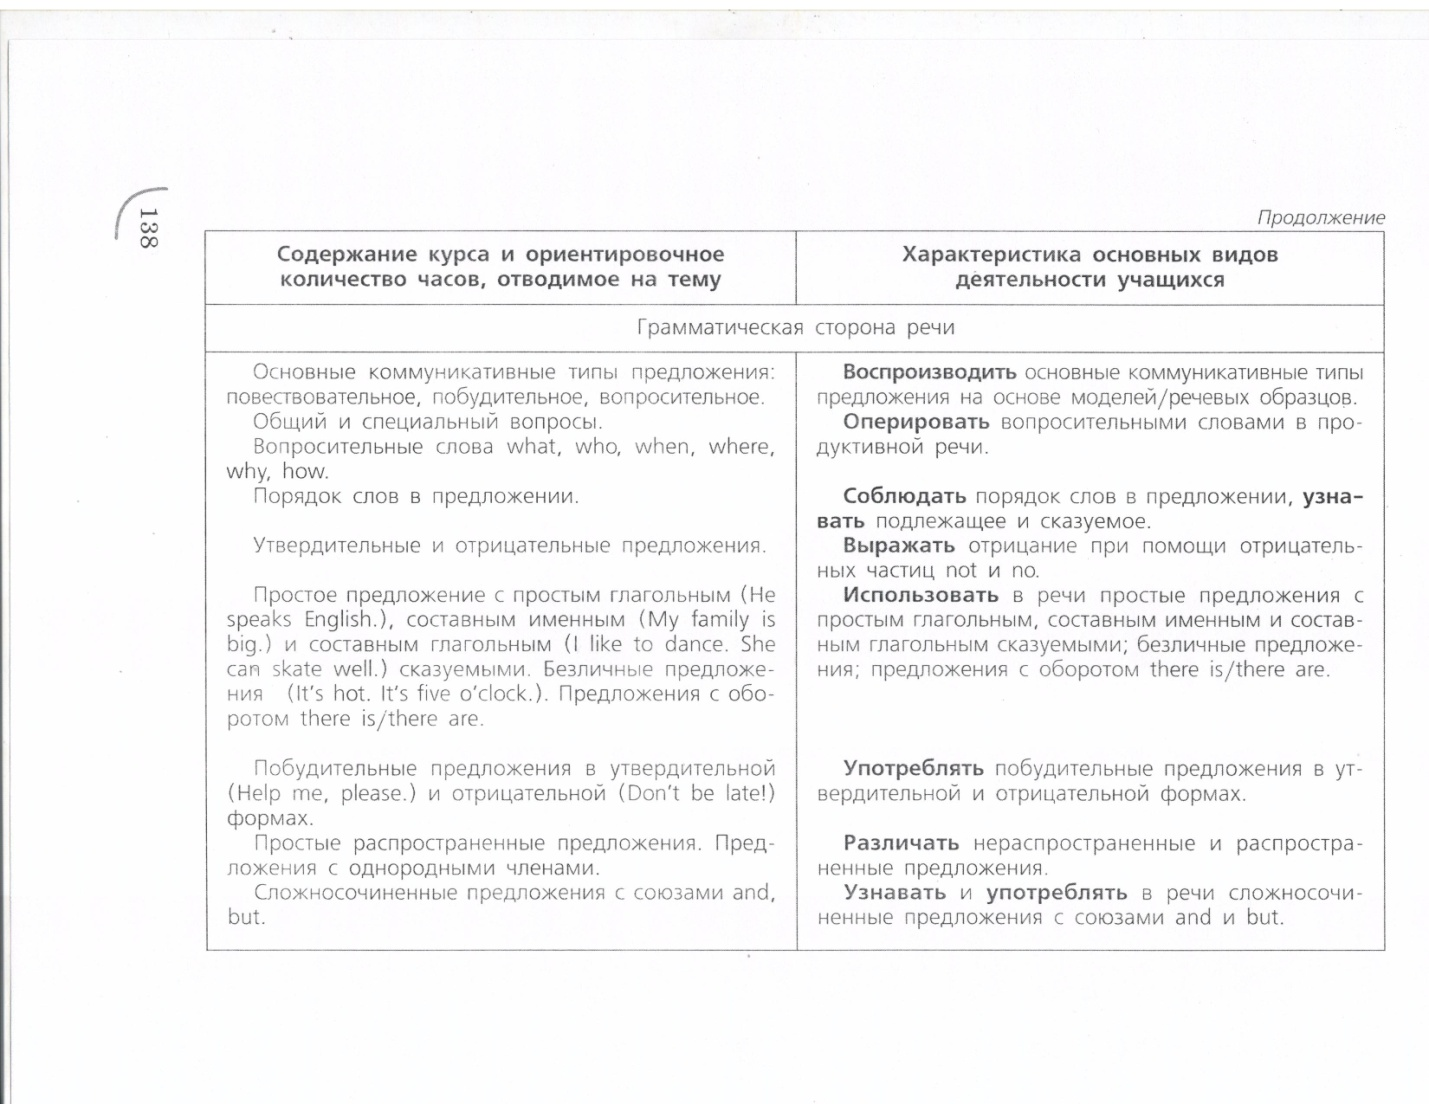 138
Продолжение
Содержание курса и ориентировочное
количество часов, отводимое на тему
Характеристика основных видов
деятельности учащихся
Грамматическая сторона речи
Основные коммуникативные типы предложения:
повествовательное, побудительное, вопросительное.
Общий и специальный вопросы.
Вопросительные слова what, who, when, where,
why, how.
Порядок слов в предложении.
Утвердительные и отрицательные предложения.
Простое предложение с простым глагольным (He
speaks English.), составным именным (My family is
big.) и составным глагольным (I like to dance. She
can skate well.) сказуемыми. Безличные предложе-
ния (It's hot. It's five o'clock.). Предложения с обо-
ротом there is/there are.
Побудительные предложения в утвердительной
(Help me, please.) и отрицательной (Don't be late!)
формах.
Простые распространенные предложения. Пред-
ложения с однородными членами.
Сложносочиненные предложения с союзами and,
but.
Воспроизводить основные коммуникативные типы
предложения на основе моделей/речевых образцов.
Оперировать вопросительными словами в про-
дуктивной речи.
Соблюдать порядок слов в предложении, узна-
вать подлежащее и сказуемое.
Выражать отрицание при помощи отрицатель-
ных частиц not и no.
Использовать в речи простые предложения с
простым глагольным, составным именным и состав-
ным глагольным сказуемыми; безличные предложе-
ния; предложения с оборотом there is/there are.
Употреблять побудительные предложения в ут-
вердительной и отрицательной формах.
Различать нераспространенные и распростра-
ненные предложения.
Узнавать и употреблять в речи сложносочи-
ненные предложения с союзами and и but.